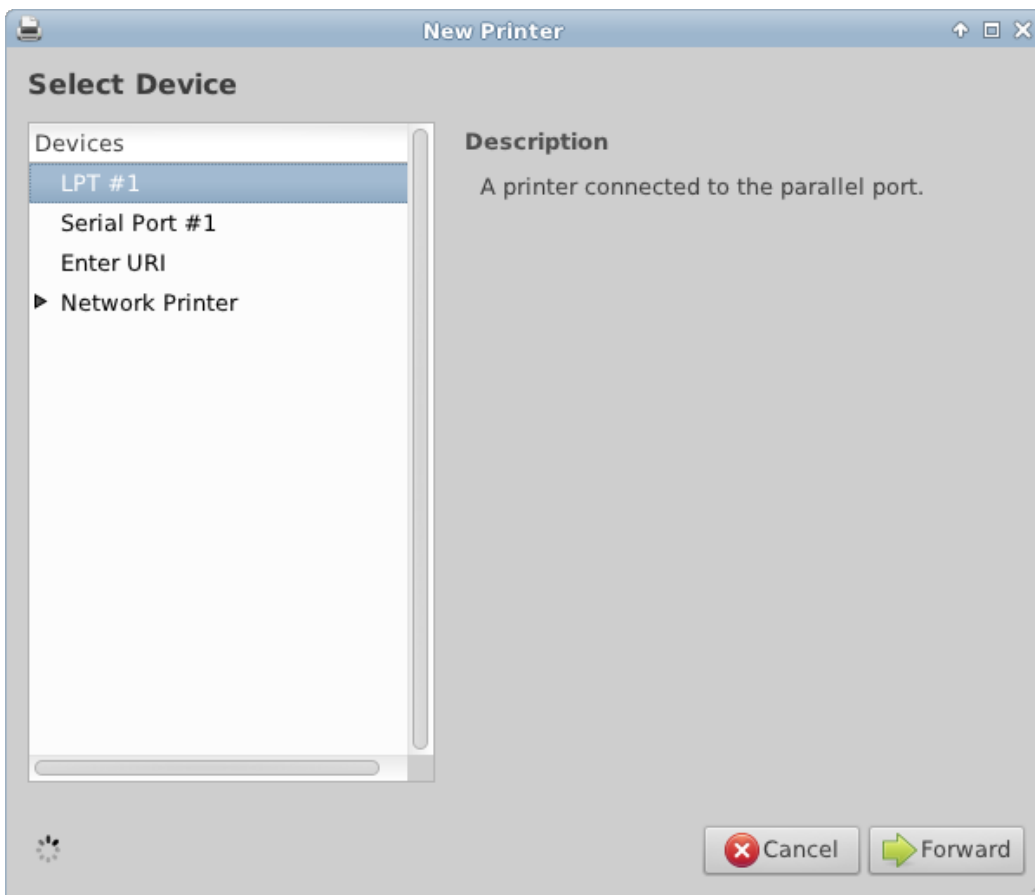 New Printer
Select Device
Devices
LPT #1
Serial Port #1
Enter URI
Network Printer
Description
A printer connected to the parallel port.
Cancel
Forward